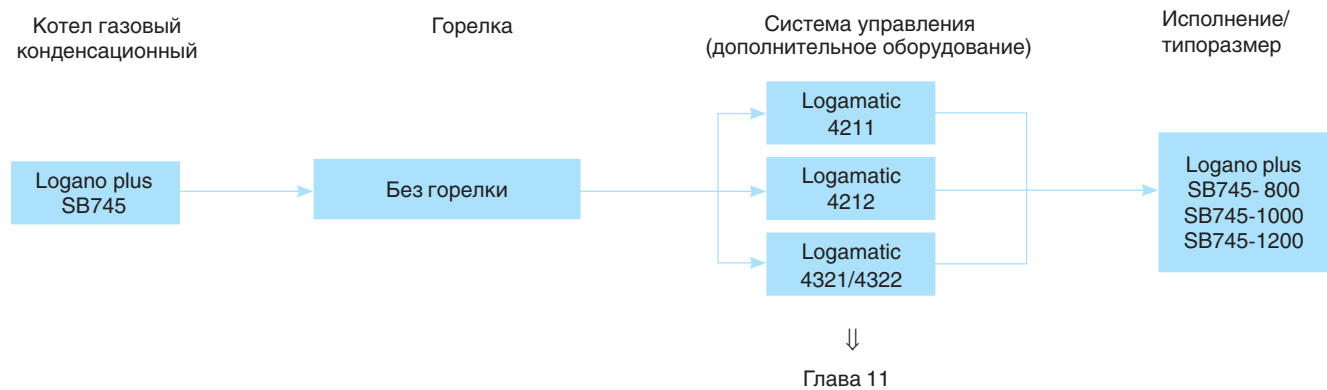 Котел газовый
конденсационный
Горелка
Система управления
(дополнительное оборудование)
Исполнение/
типоразмер
Logano plus
SB745
Без горелки
Logamatic
4211
Logamatic
4212
Logamatic
4321/4322
Logano plus
SB745- 800
SB745-1000
SB745-1200
⇓
Глава 11